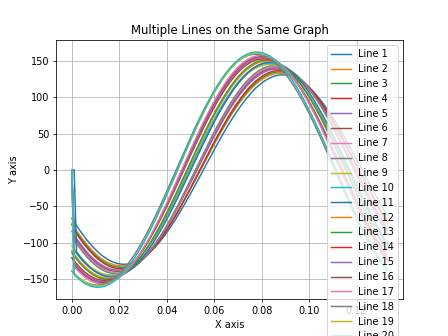 Multiple Lines on the Same Graph
Y axis
150
100
50
0
−50
−100
−150
0.00
0.02
0.04
0.06
0.08
0.10
X axis
Line 1
Line 2
Line 3
Line 4
Line 5
Line 6
Line 7
Line 8
Line 9
Line 10
Line 11
Line 12
Line 13
Line 14
Line 15
Line 16
Line 17
Line 18
Line 19
Line 20